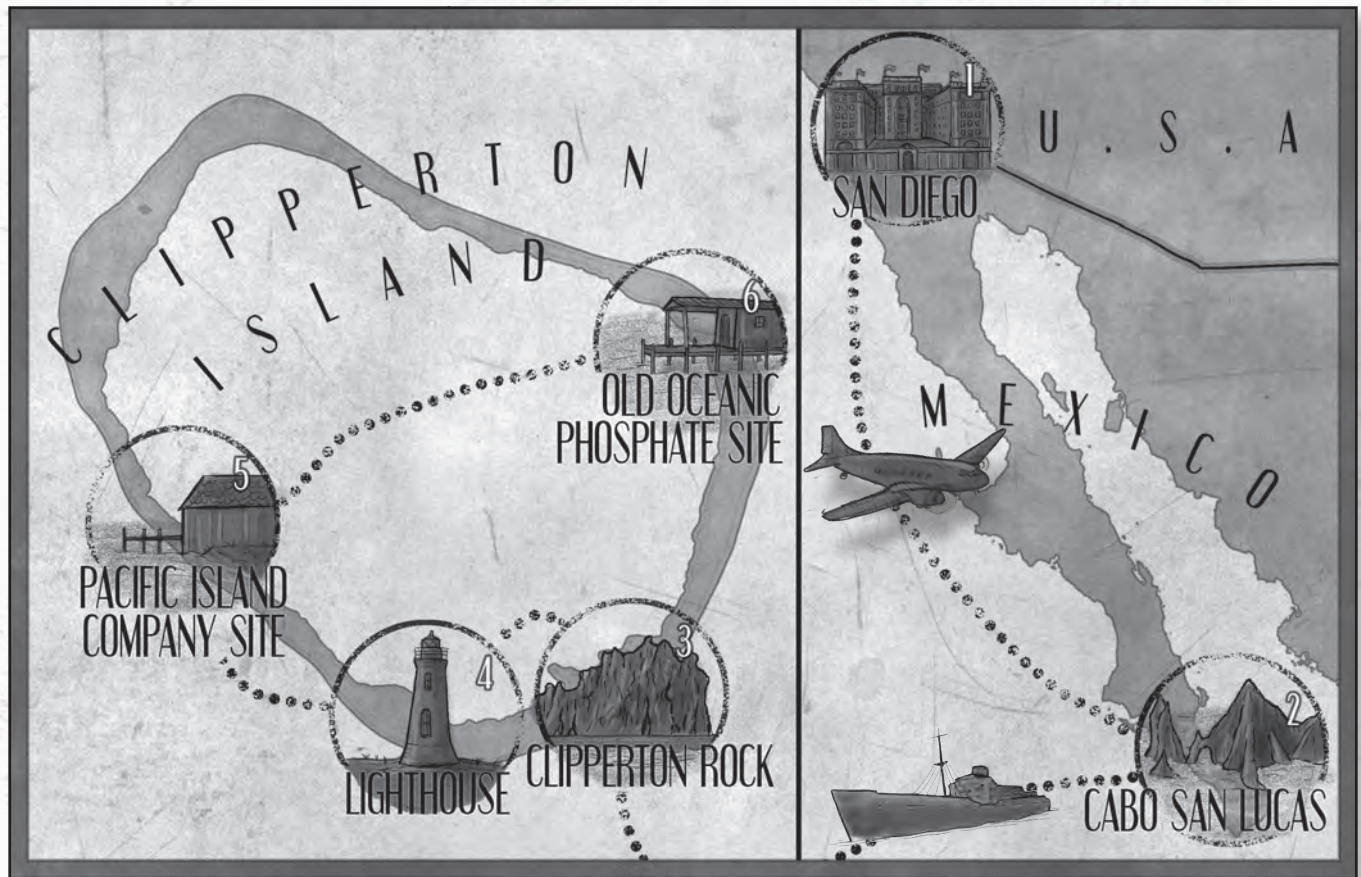 CLIPPERTON
ISLAND
6
OLD OCEANIC
PHOSPHATE SITE
5
PACIFIC ISLAND
COMPANY SITE
4
LIGHTHOUSE
3
CLIPPERTON ROCK
1
SAN DIEGO
U.S.A
MEXICO
2
CABO SAN LUCAS